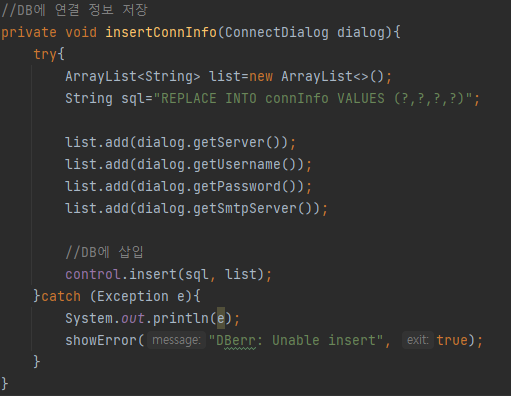 //DB에 연결 정보 저장
private void insertConnInfo(ConnectDialog dialog){
try{
ArrayList<String> list=new ArrayList<>();
String sql="REPLACE INTO connInfo VALUES (?,?,?,?)";
list.add(dialog.getServer());
list.add(dialog.getUsername());
list.add(dialog.getPassword());
list.add(dialog.getSmtpServer());
//DB에 삽입
control.insert(sql, list);
}catch (Exception e){
System.out.println(e);
showError( message: "DBerr: Unable insert", exit: true);
}
}